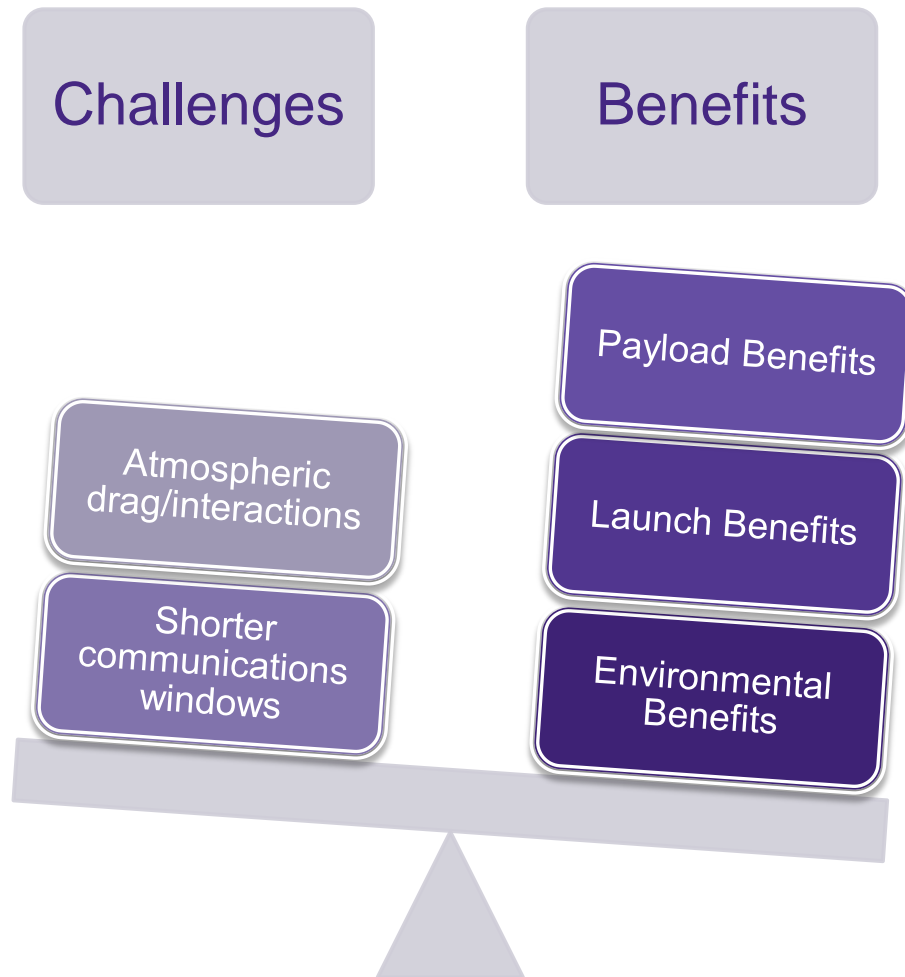 Challenges
Benefits
Atmospheric
drag/interactions
Shorter
communications
windows
Payload Benefits
Launch Benefits
Environmental
Benefits